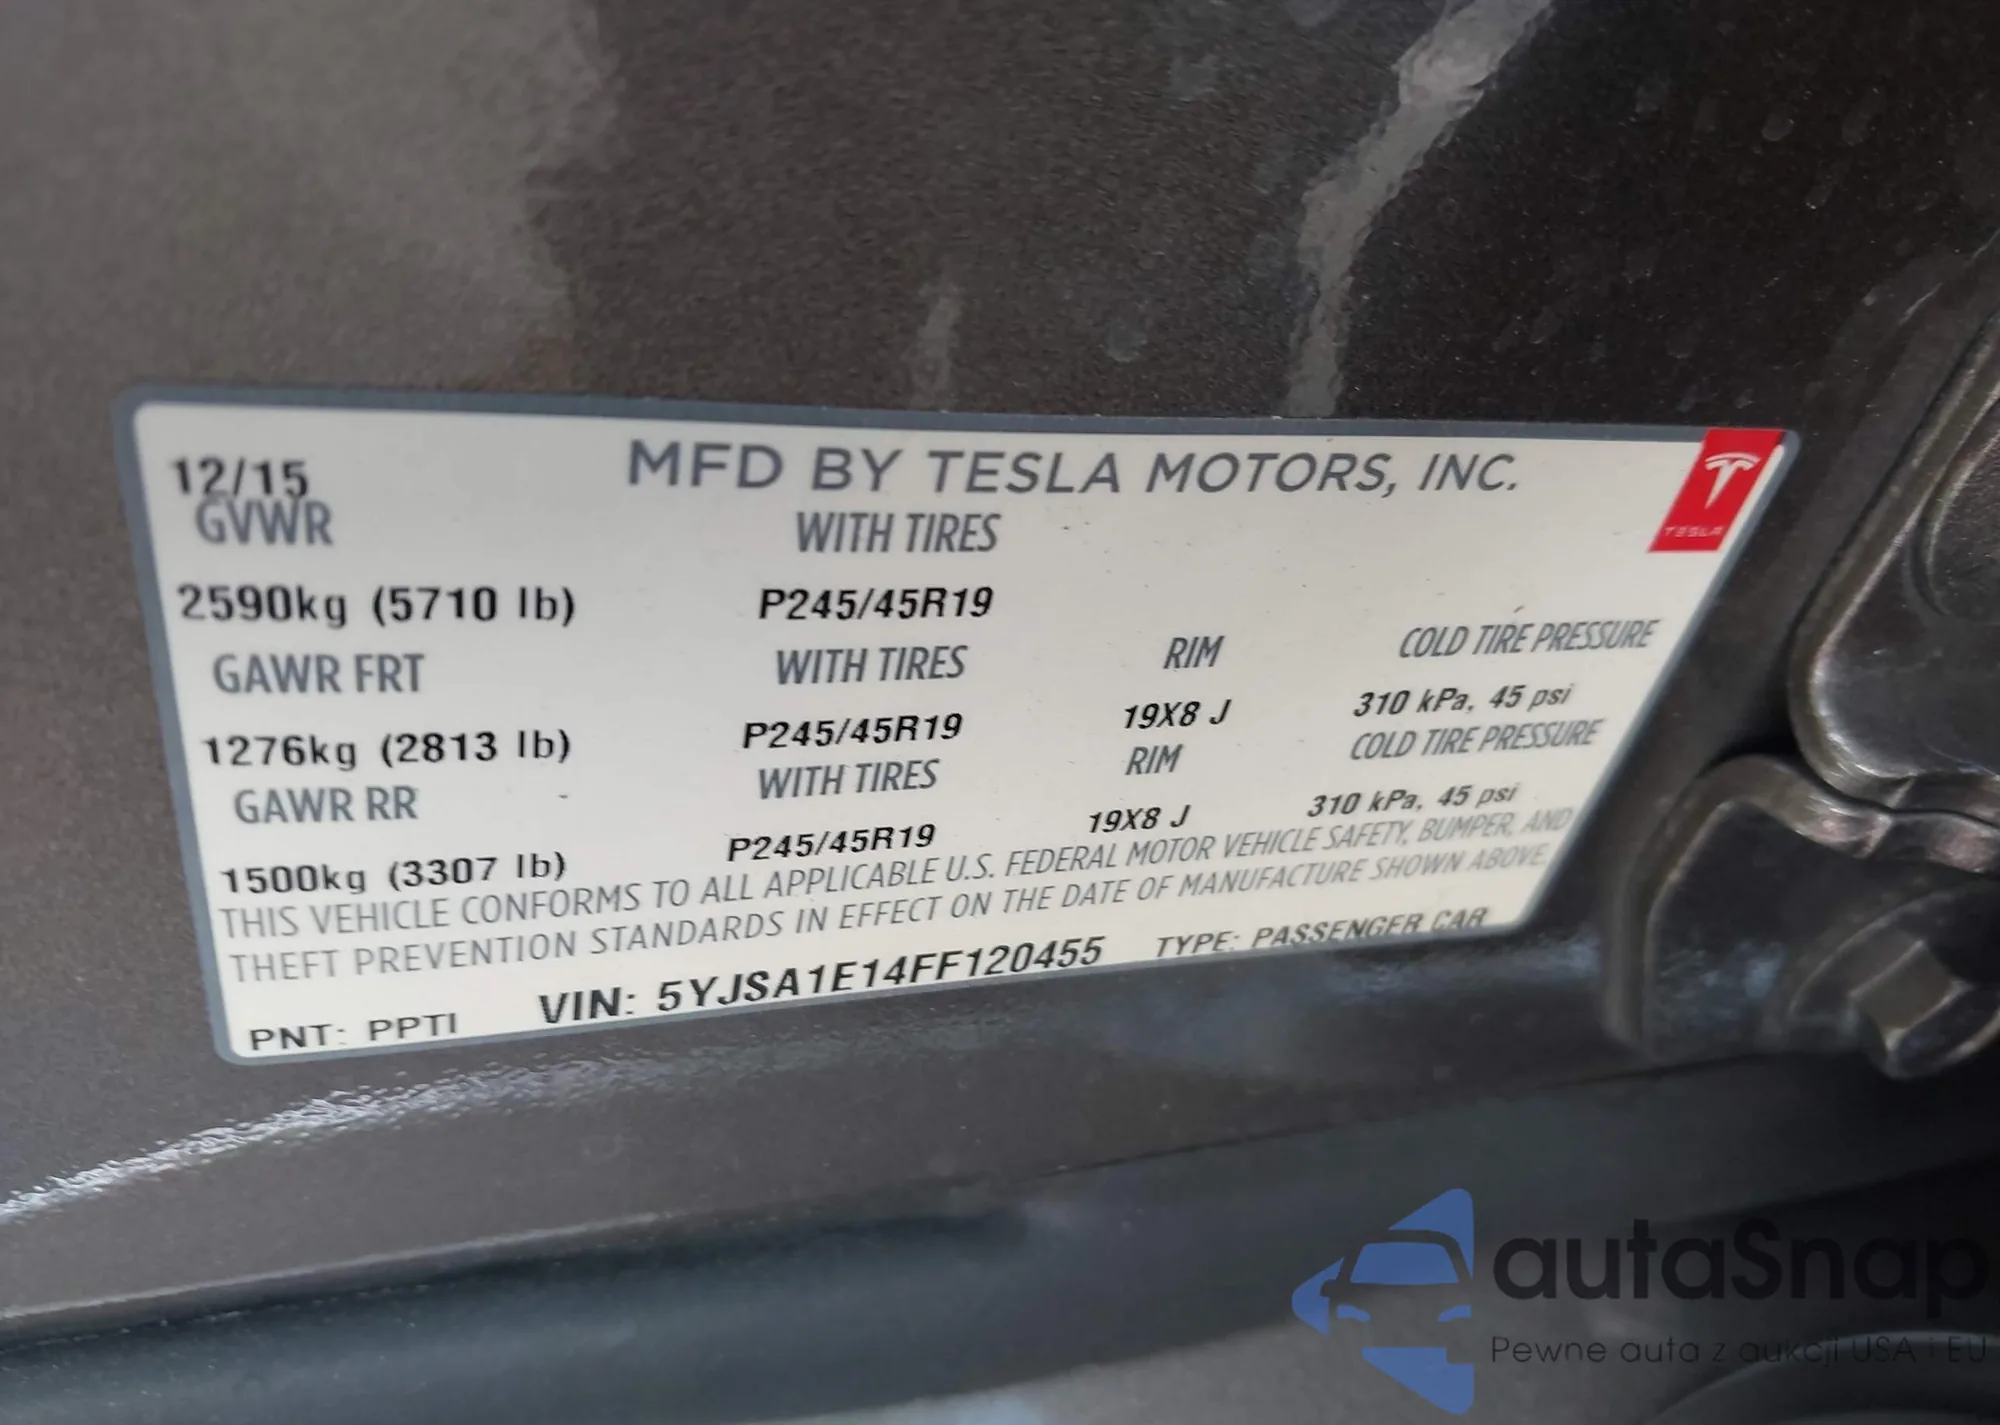 12/15 MFD BY TESLA MOTORS, INC.
GVWR WITH TIRES
TESLA
2590kg (5710 lb) P245/45R19
GAWR FRT WITH TIRES RIM COLD TIRE PRESSURE
1276kg (2813 lb) P245/45R19 19X8 J 310 kPa, 45 psi
GAWR RR WITH TIRES RIM COLD TIRE PRESSURE
1500kg (3307 lb) P245/45R19 19X8 J 310 kPa, 45 psi
THIS VEHICLE CONFORMS TO ALL APPLICABLE U.S. FEDERAL MOTOR VEHICLE SAFETY, BUMPER, AND
THEFT PREVENTION STANDARDS IN EFFECT ON THE DATE OF MANUFACTURE SHOWN ABOVE.
PNT: PPTI VIN: 5YJSA1E14FF120455 TYPE: PASSENGER CAR
autaSnap
Pewne auta z aukcji USA i EU